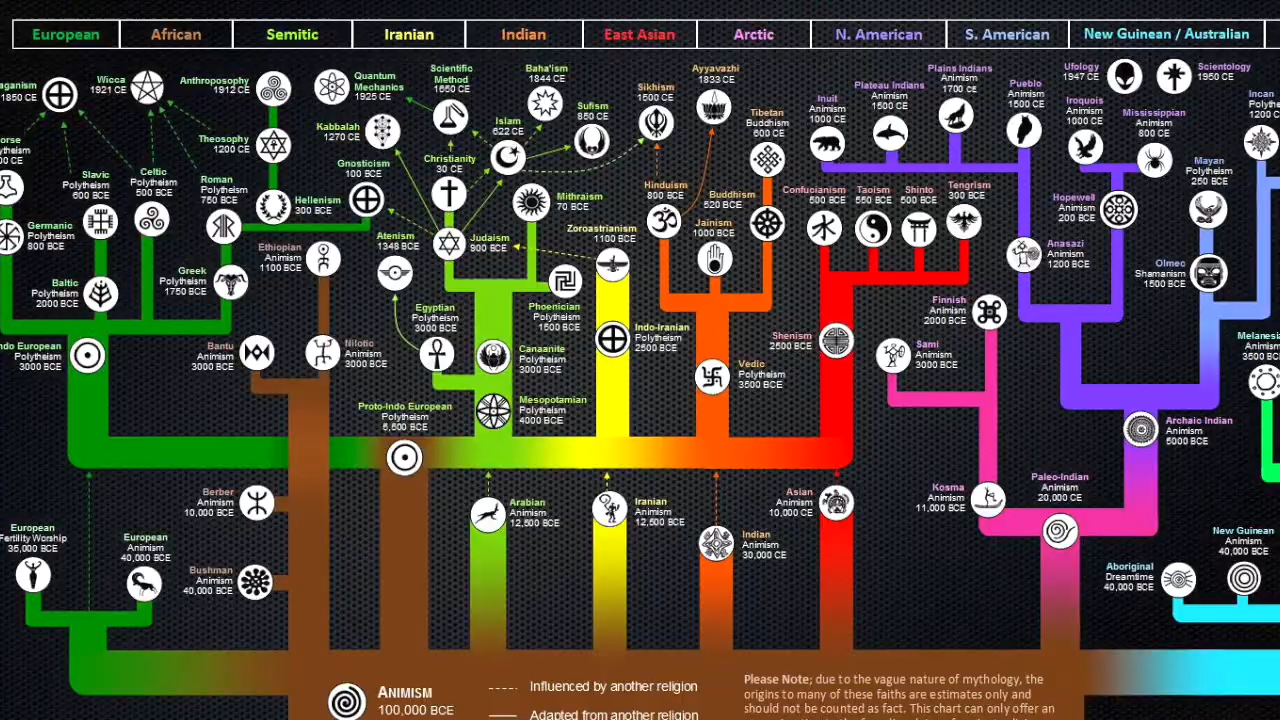 European
African
Semitic
Iranian
Indian
East Asian
Arctic
N. American
S. American
New Guinean / Australian
1850 CE
Wicca
1921 CE
Anthroposophy
1912 CE
Quantum
Mechanics
1925 CE
Scientific
Method
1650 CE
Baha'ism
1844 CE
Sikhism
1500 CE
Ayyavazhi
1833 CE
Inuit
Animism
1000 CE
Plateau Indians
Animism
1500 CE
Plains Indians
Animism
1700 CE
Pueblo
Animism
1500 CE
Ufology
1947 CE
Scientology
1950 CE
Iroquois
Animism
1000 CE
Mississippian
Animism
800 CE
Incan
Theosophy
1200 CE
Kabbalah
1270 CE
Islam
622 CE
Sufism
850 CE
Tibetan
Buddhism
600 CE
Slavic
Polytheism
600 CE
Celtic
Polytheism
500 BCE
Roman
Polytheism
750 BCE
Gnosticism
100 BCE
Christianity
30 CE
Mithraism
70 BCE
Hinduism
800 BCE
Buddhism
520 BCE
Jainism
1000 BCE
Confucianism
500 BCE
Taoism
550 BCE
Shinto
500 BCE
Tengrism
300 BCE
Mayan
Polytheism
250 BCE
Hopewell
Animism
200 BCE
Hellenism
300 BCE
Germanic
Polytheism
800 BCE
Ethiopian
Animism
1100 BCE
Atenism
1348 BCE
Judaism
900 BCE
Zoroastrianism
1100 BCE
Anasazi
Animism
1200 BCE
Olmec
Shamanism
1500 BCE
Baltic
Polytheism
2000 BCE
Greek
Polytheism
1750 BCE
Egyptian
Polytheism
3000 BCE
Phoenician
Polytheism
1500 BCE
Finnish
Animism
2000 BCE
Polytheism
3000 BCE
Bantu
Animism
3000 BCE
Nilotic
Animism
3000 BCE
Canaanite
Polytheism
3000 BCE
Indo-Iranian
Polytheism
2500 BCE
Shenism
2500 BCE
Sami
Animism
3000 BCE
Vedic
Polytheism
3500 BCE
Proto-Indo European
Polytheism
5,500 BCE
Mesopotamian
Polytheism
4000 BCE
Archaic Indian
Animism
5000 BCE
Berber
Animism
10,000 BCE
Arabian
Animism
12,500 BCE
Iranian
Animism
12,500 BCE
Asian
Animism
10,000 CE
Kosma
Animism
11,000 BCE
Paleo-Indian
Animism
20,000 CE
European
Fertility Worship
35,000 BCE
European
Animism
40,000 BCE
Bushman
Animism
40,000 BCE
Indian
Animism
30,000 CE
Aboriginal
Dreamtime
40,000 BCE
New Guinean
Animism
40,000 BCE
ANIMISM
100,000 BCE
Influenced by another religion
Adapted from another religion
Please Note; due to the vague nature of mythology, the
origins to many of these faiths are estimates only and
should not be counted as fact. This chart can only offer an